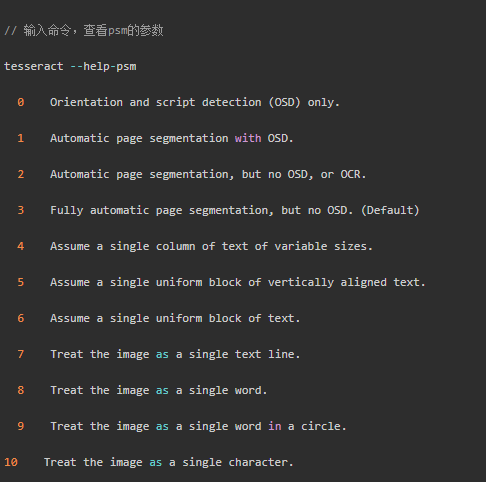 // 输入命令，查看psm的参数
tesseract --help-psm
0 Orientation and script detection (OSD) only.
1 Automatic page segmentation with OSD.
2 Automatic page segmentation, but no OSD, or OCR.
3 Fully automatic page segmentation, but no OSD. (Default)
4 Assume a single column of text of variable sizes.
5 Assume a single uniform block of vertically aligned text.
6 Assume a single uniform block of text.
7 Treat the image as a single text line.
8 Treat the image as a single word.
9 Treat the image as a single word in a circle.
10 Treat the image as a single character.